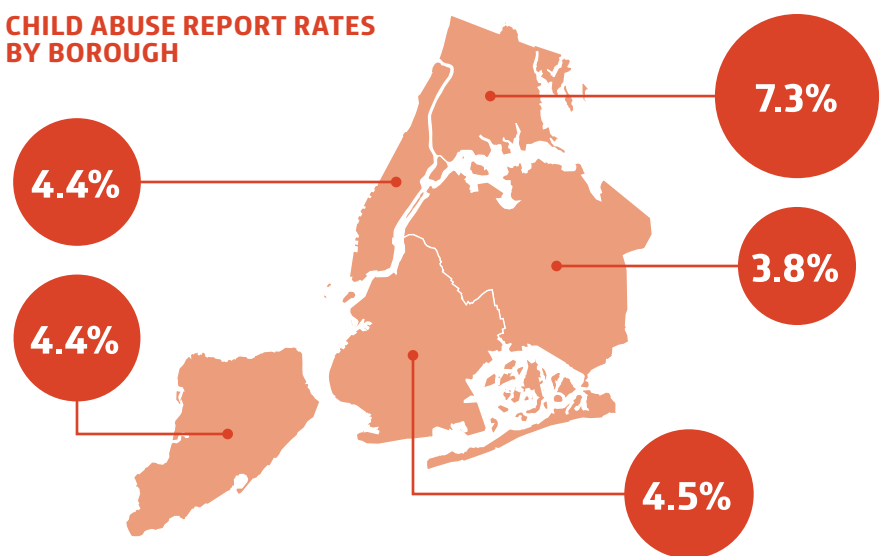 CHILD ABUSE REPORT RATES
BY BOROUGH
7.3%
4.4%
3.8%
4.4%
4.5%